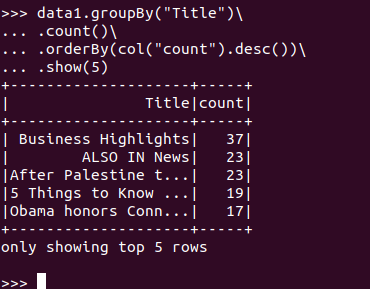 >>> data1.groupBy("Title")\
... .count()\
... .orderBy(col("count").desc())\
... .show(5)
+--------------------+-----+
|               Title|count|
+--------------------+-----+
| Business Highlights|   37|
|        ALSO IN News|   23|
|After Palestine t...|   23|
|5 Things to Know ...|   19|
|Obama honors Conn...|   17|
+--------------------+-----+
only showing top 5 rows
>>>